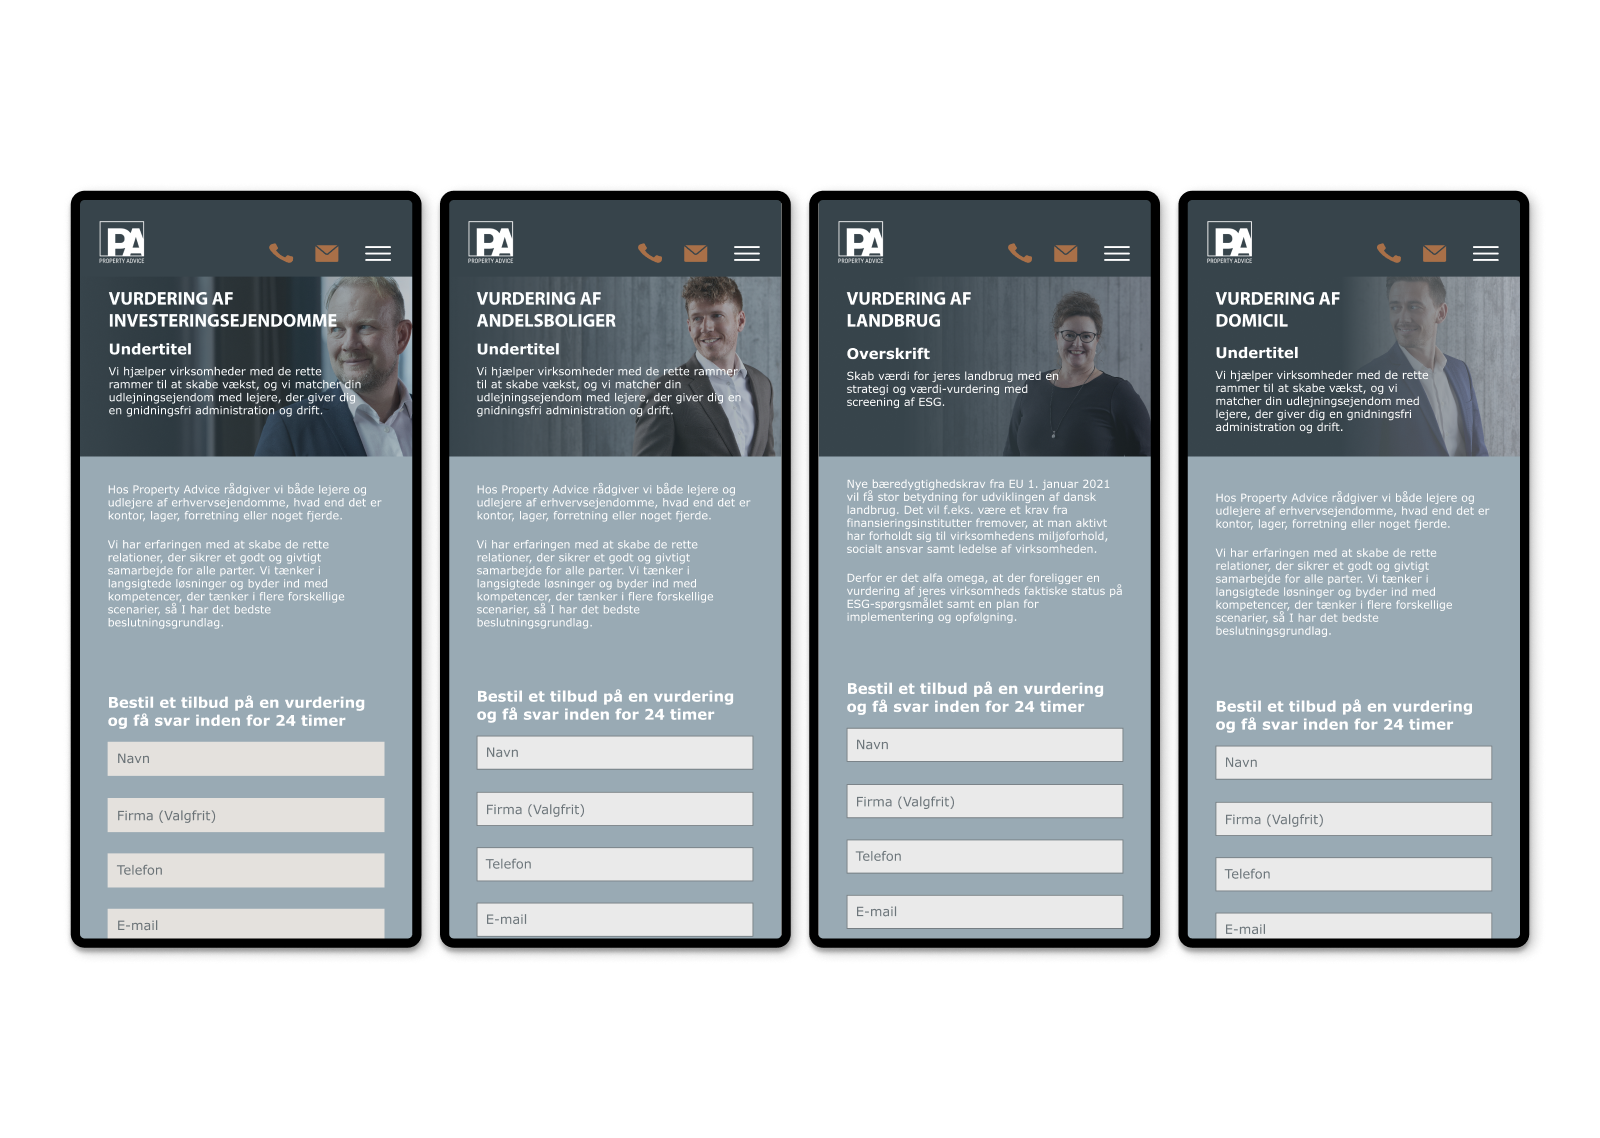 PA
PROPERTY ADVICE
VURDERING AF
INVESTERINGSEJENDOMME
Undertitel
Vi hjælper virksomheder med de rette
rammer til at skabe vækst, og vi matcher din
udlejningsejendom med lejere, der giver dig
en gnidningsfri administration og drift.
Hos Property Advice rådgiver vi både lejere og
udlejere af erhvervsejendomme, hvad end det er
kontor, lager, forretning eller noget fjerde.
Vi har erfaringen med at skabe de rette
relationer, der sikrer et godt og givtigt
samarbejde for alle parter. Vi tænker i
langsigtede løsninger og byder ind med
kompetencer, der tænker i flere forskellige
scenarier, så I har det bedste
beslutningsgrundlag.
Bestil et tilbud på en vurdering
og få svar inden for 24 timer
Navn
Firma (Valgfrit)
Telefon
E-mail
PA
PROPERTY ADVICE
VURDERING AF
ANDELSBOLIGER
Undertitel
Vi hjælper virksomheder med de rette rammer
til at skabe vækst, og vi matcher din
udlejningsejendom med lejere, der giver dig en
gnidningsfri administration og drift.
Hos Property Advice rådgiver vi både lejere og
udlejere af erhvervsejendomme, hvad end det er
kontor, lager, forretning eller noget fjerde.
Vi har erfaringen med at skabe de rette
relationer, der sikrer et godt og givtigt
samarbejde for alle parter. Vi tænker i
langsigtede løsninger og byder ind med
kompetencer, der tænker i flere forskellige
scenarier, så I har det bedste
beslutningsgrundlag.
Bestil et tilbud på en vurdering
og få svar inden for 24 timer
Navn
Firma (Valgfrit)
Telefon
E-mail
PA
PROPERTY ADVICE
VURDERING AF
LANDBRUG
Overskrift
Skab værdi for jeres landbrug med en
strategi og værdi-vurdering med
screening af ESG.
Nye bæredygtighedskrav fra EU 1. januar 2021
vil få stor betydning for udviklingen af dansk
landbrug. Det vil f.eks. være et krav fra
finansieringsinstitutter fremover, at man aktivt
har forholdt sig til virksomhedens miljøforhold,
socialt ansvar samt ledelse af virksomheden.
Derfor er det alfa omega, at der foreligger en
vurdering af jeres virksomheds faktiske status på
ESG-spørgsmålet samt en plan for
implementering og opfølgning.
Bestil et tilbud på en vurdering
og få svar inden for 24 timer
Navn
Firma (Valgfrit)
Telefon
E-mail
PA
PROPERTY ADVICE
VURDERING AF
DOMICIL
Undertitel
Vi hjælper virksomheder med de rette
rammer til at skabe vækst, og vi
matcher din udlejningsejendom med
lejere, der giver dig en gnidningsfri
administration og drift.
Hos Property Advice rådgiver vi både lejere og
udlejere af erhvervsejendomme, hvad end det er
kontor, lager, forretning eller noget fjerde.
Vi har erfaringen med at skabe de rette
relationer, der sikrer et godt og givtigt
samarbejde for alle parter. Vi tænker i
langsigtede løsninger og byder ind med
kompetencer, der tænker i flere forskellige
scenarier, så I har det bedste
beslutningsgrundlag.
Bestil et tilbud på en vurdering
og få svar inden for 24 timer
Navn
Firma (Valgfrit)
Telefon
E-mail